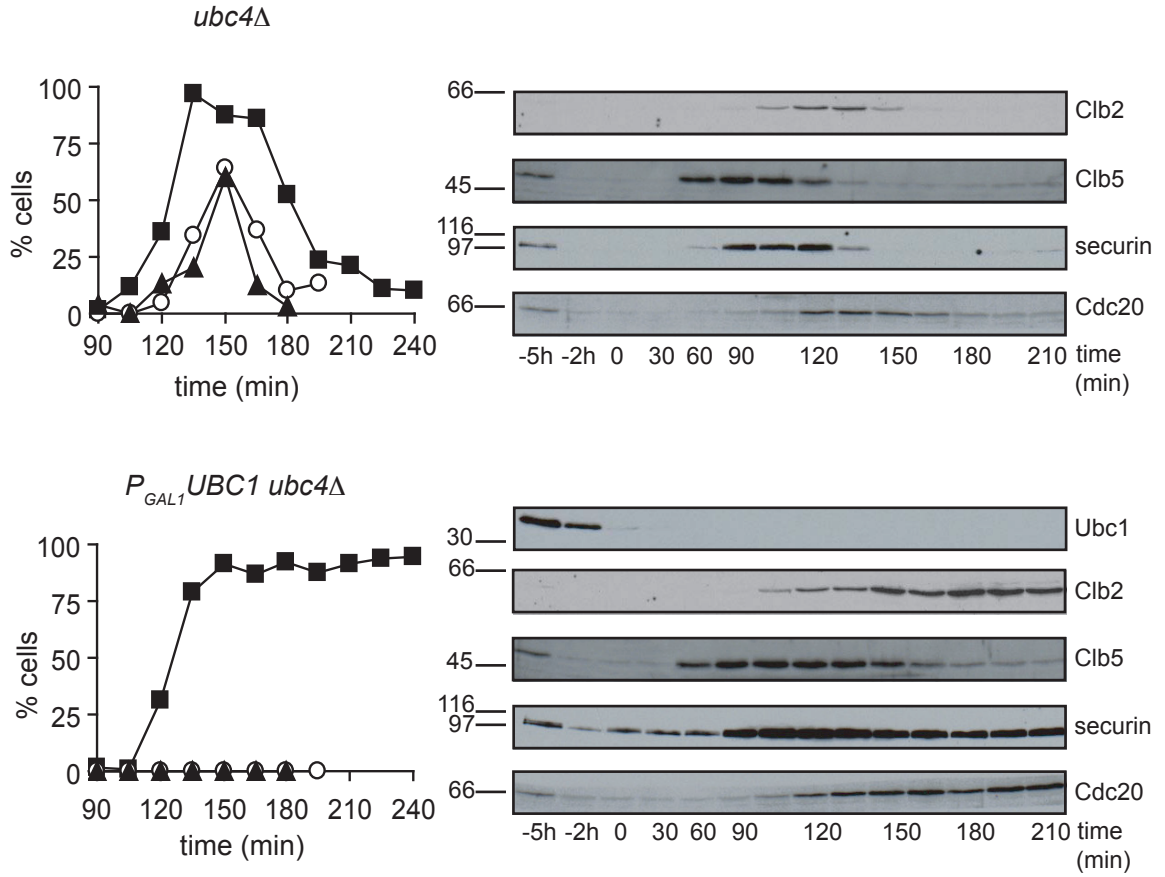 ubc4Δ
100
75
50
25
0
% cells
90 120 150 180 210 240
time (min)
66
Clb2
45
Clb5
116
97
securin
66
Cdc20
-5h -2h 0 30 60 90 120 150 180 210 time
(min)
P_GAL1 UBC1 ubc4Δ
100
75
50
25
0
% cells
90 120 150 180 210 240
time (min)
30
Ubc1
66
Clb2
45
Clb5
116
97
securin
66
Cdc20
-5h -2h 0 30 60 90 120 150 180 210 time
(min)